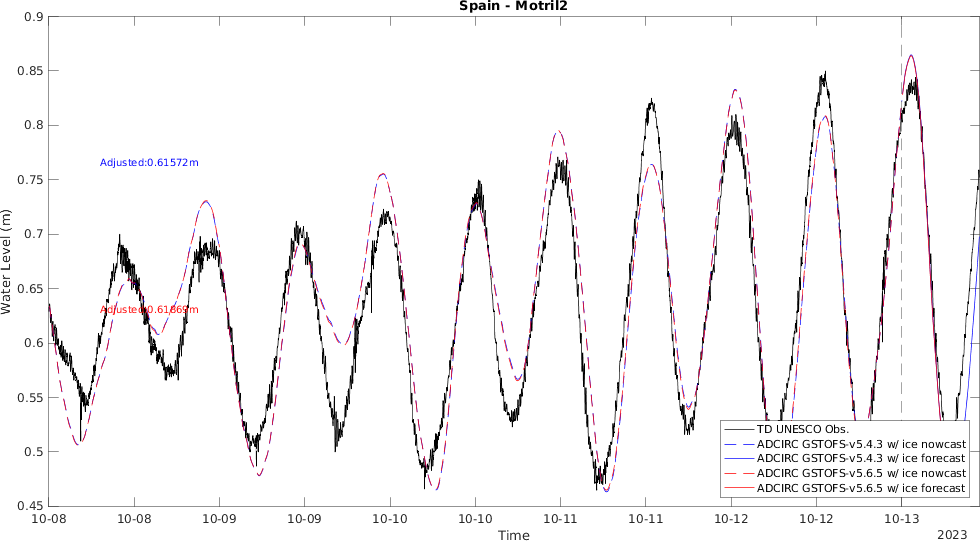 Spain - Motril2
Water Level (m)
0.9
0.85
0.8
0.75
0.7
0.65
0.6
0.55
0.5
0.45
Adjusted:0.61572m
Adjusted:0.61869m
TD UNESCO Obs.
ADCIRC GSTOFS-v5.4.3 w/ ice nowcast
ADCIRC GSTOFS-v5.4.3 w/ ice forecast
ADCIRC GSTOFS-v5.6.5 w/ ice nowcast
ADCIRC GSTOFS-v5.6.5 w/ ice forecast
10-08 10-08 10-09 10-09 10-10 10-10 10-11 10-11 10-12 10-12 10-13
Time
2023